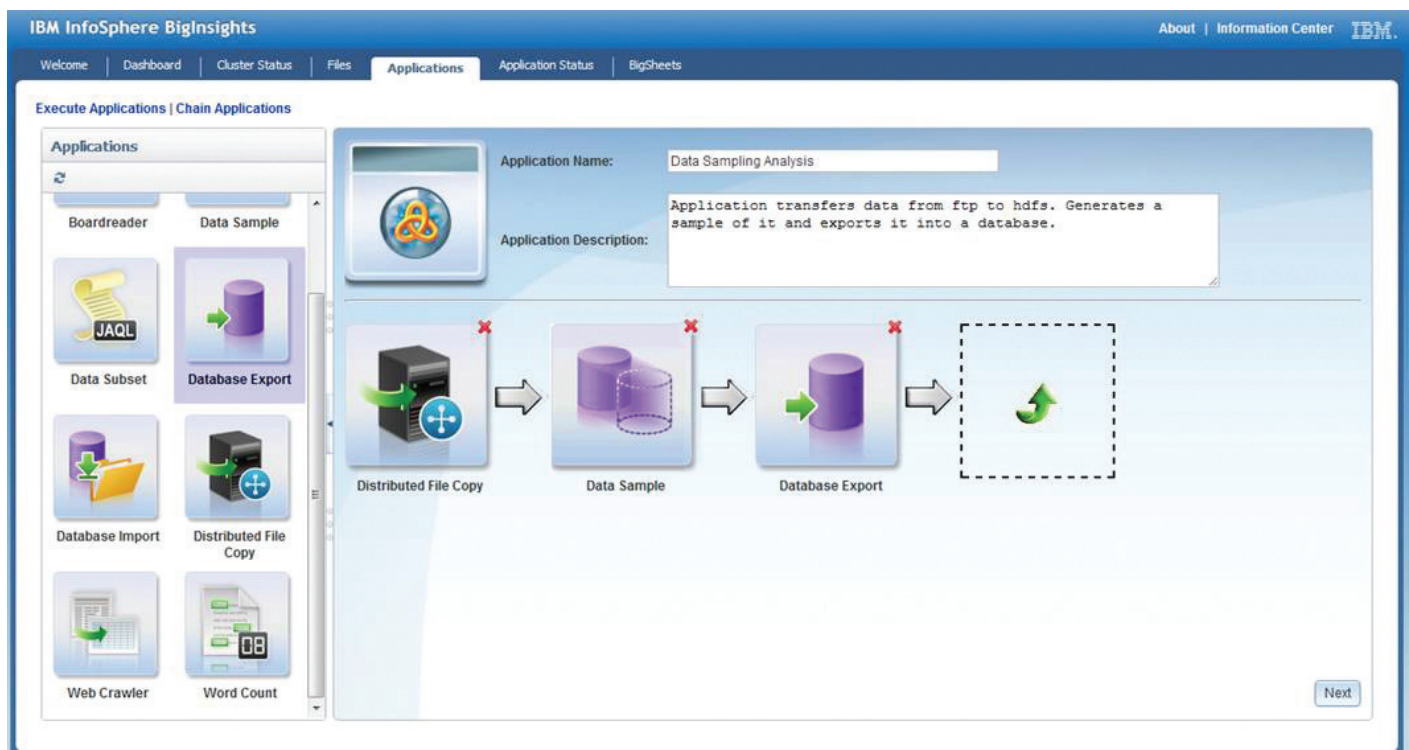 IBM InfoSphere BigInsights
About | Information Center IBM.
Welcome | Dashboard | Cluster Status | Files Applications Application Status | BigSheets
Execute Applications | Chain Applications
Applications
Boardreader Data Sample
JAQL
Data Subset Database Export
Database Import Distributed File
Copy
08
Web Crawler Word Count
Application Name: Data Sampling Analysis
Application Description: Application transfers data from ftp to hdfs. Generates a
sample of it and exports it into a database.
Distributed File Copy Data Sample Database Export
Next